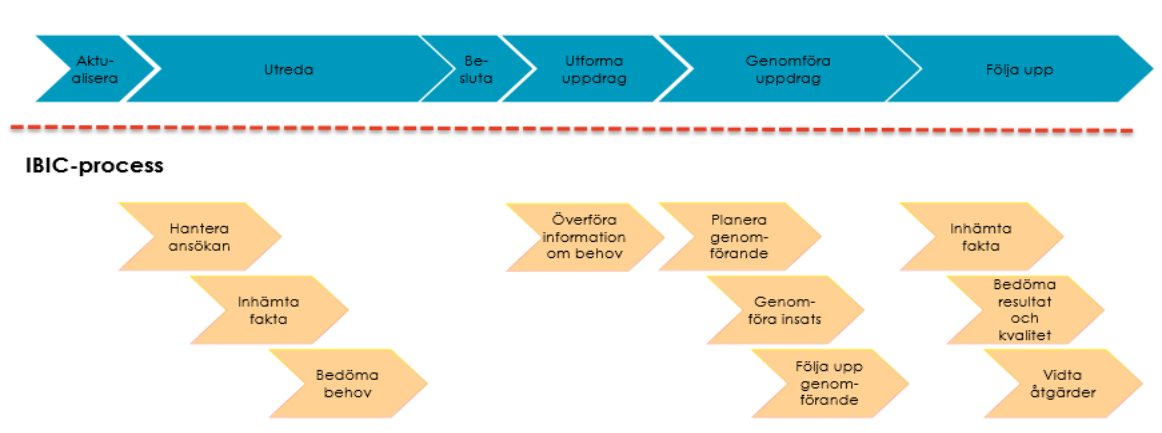 Aktu-
alisera
Utreda
Be-
sluta
Utforma
uppdrag
Genomföra
uppdrag
Följa upp
IBIC-process
Hantera
ansökan
Inhämta
fakta
Bedöma
behov
Överföra
information
om behov
Planera
genom-
förande
Genom-
föra insats
Följa upp
genom-
förande
Inhämta
fakta
Bedöma
resultat
och
kvalitet
Vidta
åtgärder